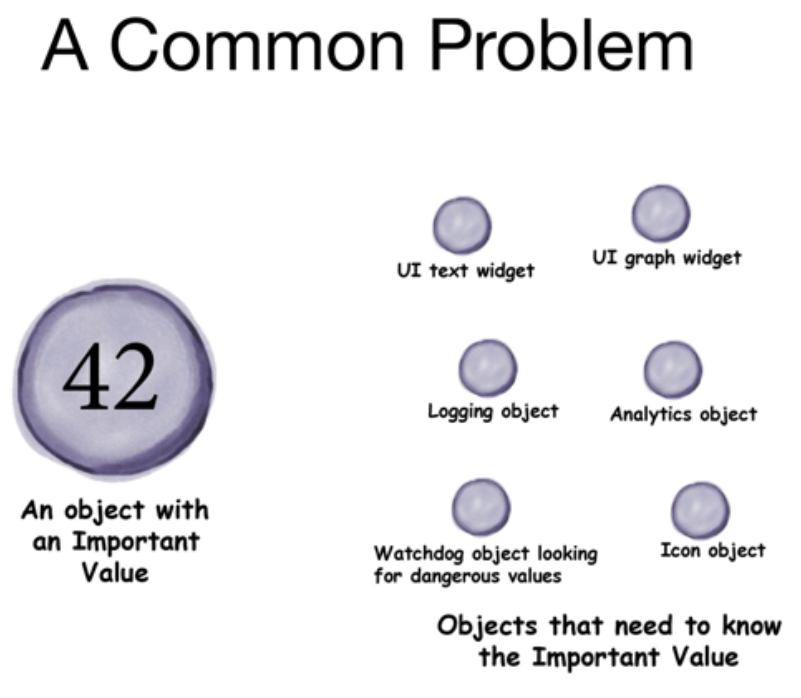 A Common Problem
UI text widget
UI graph widget
42
Logging object
Analytics object
An object with
an Important
Value
Watchdog object looking
for dangerous values
Icon object
Objects that need to know
the Important Value